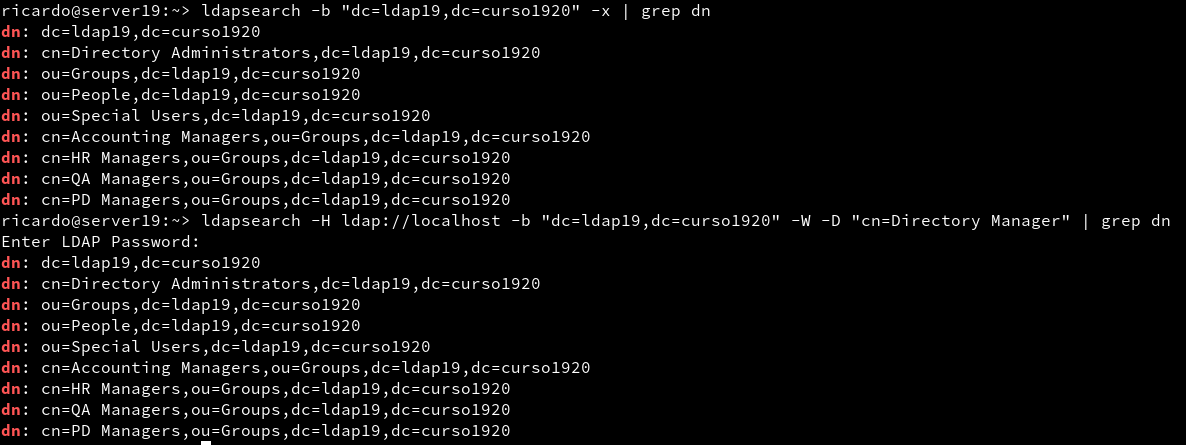 ricardo@server19:~> ldapsearch -b "dc=ldap19,dc=curso1920" -x | grep dn
dn: dc=ldap19,dc=curso1920
dn: cn=Directory Administrators,dc=ldap19,dc=curso1920
dn: ou=Groups,dc=ldap19,dc=curso1920
dn: ou=People,dc=ldap19,dc=curso1920
dn: ou=Special Users,dc=ldap19,dc=curso1920
dn: cn=Accounting Managers,ou=Groups,dc=ldap19,dc=curso1920
dn: cn=HR Managers,ou=Groups,dc=ldap19,dc=curso1920
dn: cn=QA Managers,ou=Groups,dc=ldap19,dc=curso1920
dn: cn=PD Managers,ou=Groups,dc=ldap19,dc=curso1920
ricardo@server19:~> ldapsearch -H ldap://localhost -b "dc=ldap19,dc=curso1920" -W -D "cn=Directory Manager" | grep dn
Enter LDAP Password:
dn: dc=ldap19,dc=curso1920
dn: cn=Directory Administrators,dc=ldap19,dc=curso1920
dn: ou=Groups,dc=ldap19,dc=curso1920
dn: ou=People,dc=ldap19,dc=curso1920
dn: ou=Special Users,dc=ldap19,dc=curso1920
dn: cn=Accounting Managers,ou=Groups,dc=ldap19,dc=curso1920
dn: cn=HR Managers,ou=Groups,dc=ldap19,dc=curso1920
dn: cn=QA Managers,ou=Groups,dc=ldap19,dc=curso1920
dn: cn=PD Managers,ou=Groups,dc=ldap19,dc=curso1920